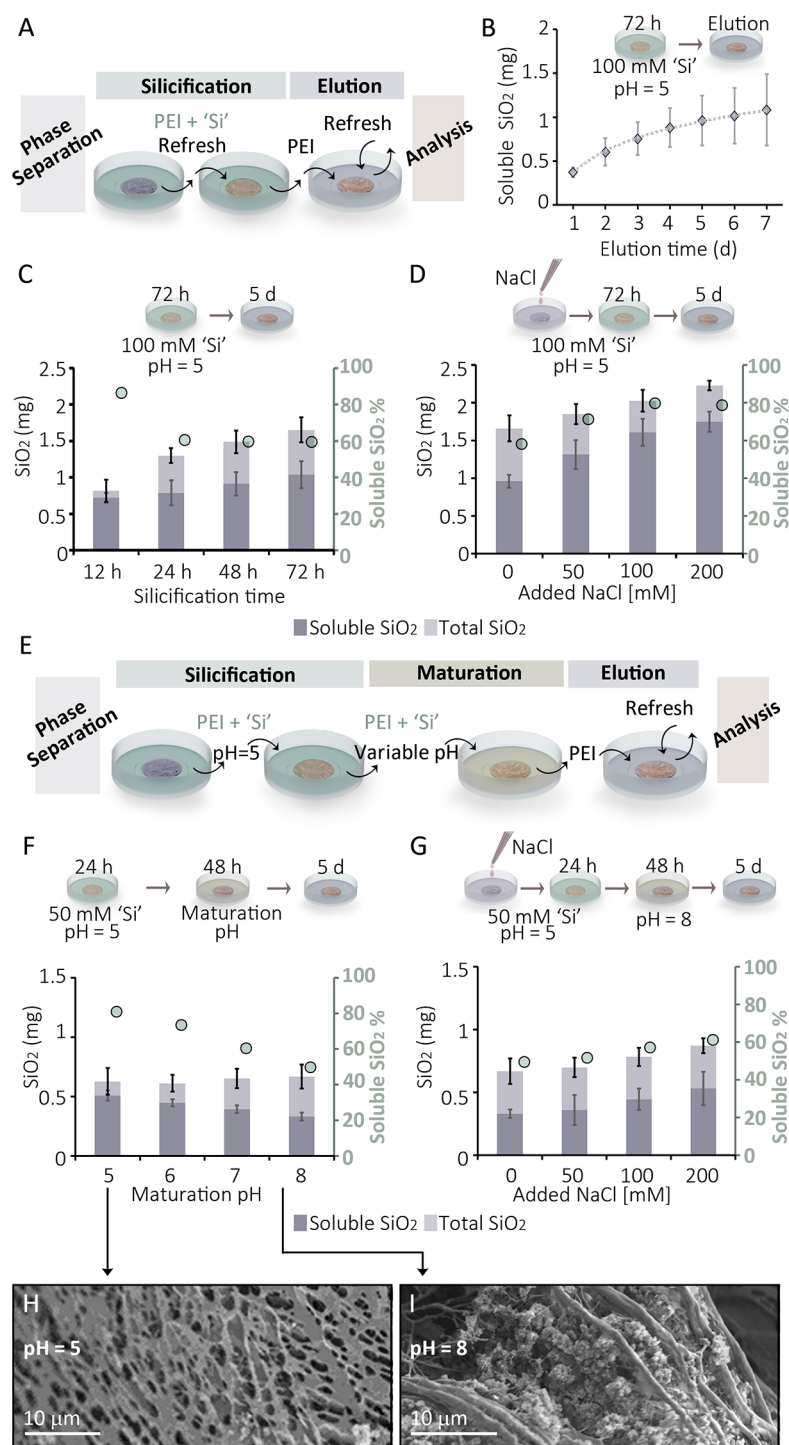 A
Silicification
Elution
Phase
Separation
PEI + ‘Si’
Refresh
PEI
Refresh
Analysis
B
72 h
Elution
100 mM ‘Si’
pH = 5
Soluble SiO2 (mg)
2
1.5
1
0.5
0
1 2 3 4 5 6 7
Elution time (d)
C
72 h
5 d
100 mM ‘Si’
pH = 5
SiO2 (mg)
2.5
2
1.5
1
0.5
0
100
80
60
40
20
0
Soluble SiO2 %
12 h 24 h 48 h 72 h
Silicification time
D
NaCl
72 h
5 d
100 mM ‘Si’
pH = 5
SiO2 (mg)
2.5
2
1.5
1
0.5
0
100
80
60
40
20
0
Soluble SiO2 %
0 50 100 200
Added NaCl [mM]
Soluble SiO2 Total SiO2
E
Silicification
Maturation
Elution
Phase
Separation
PEI + ‘Si’
pH=5
PEI + ‘Si’
Variable pH
PEI
Refresh
Analysis
F
24 h
48 h
5 d
50 mM ‘Si’
pH = 5
Maturation
pH
SiO2 (mg)
1.5
1
0.5
0
100
80
60
40
20
0
Soluble SiO2 %
5 6 7 8
Maturation pH
G
NaCl
24 h
48 h
5 d
50 mM ‘Si’
pH = 5
pH = 8
SiO2 (mg)
1.5
1
0.5
0
100
80
60
40
20
0
Soluble SiO2 %
0 50 100 200
Added NaCl [mM]
Soluble SiO2 Total SiO2
H
pH = 5
10 µm
I
pH = 8
10 µm